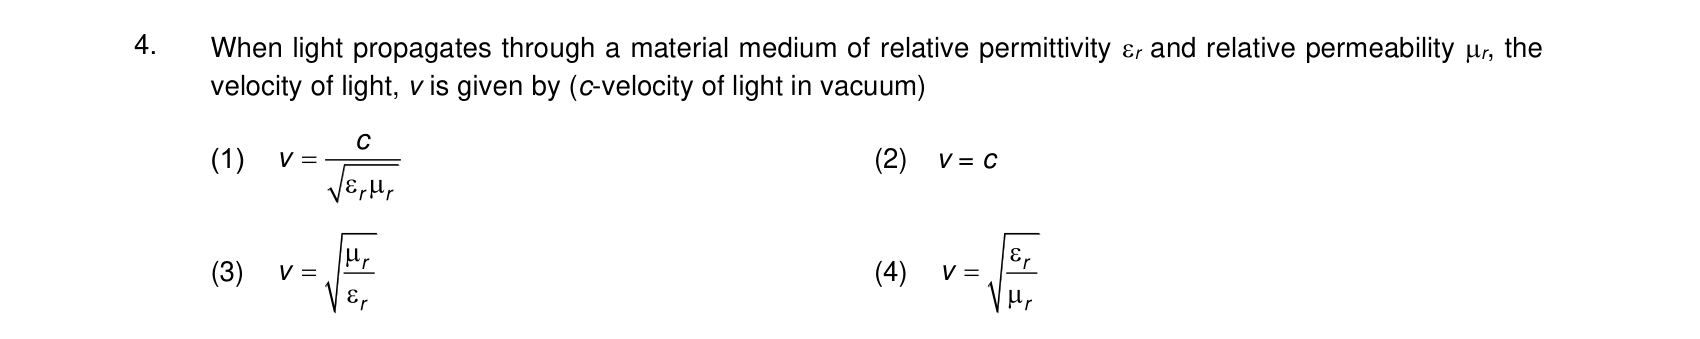 4. When light propagates through a material medium of relative permittivity εr and relative permeability μr, the
velocity of light, v is given by (c-velocity of light in vacuum)
(1) v = c/√(εrμr) (2) v = c
(3) v = √(μr/εr) (4) v = √(εr/μr)